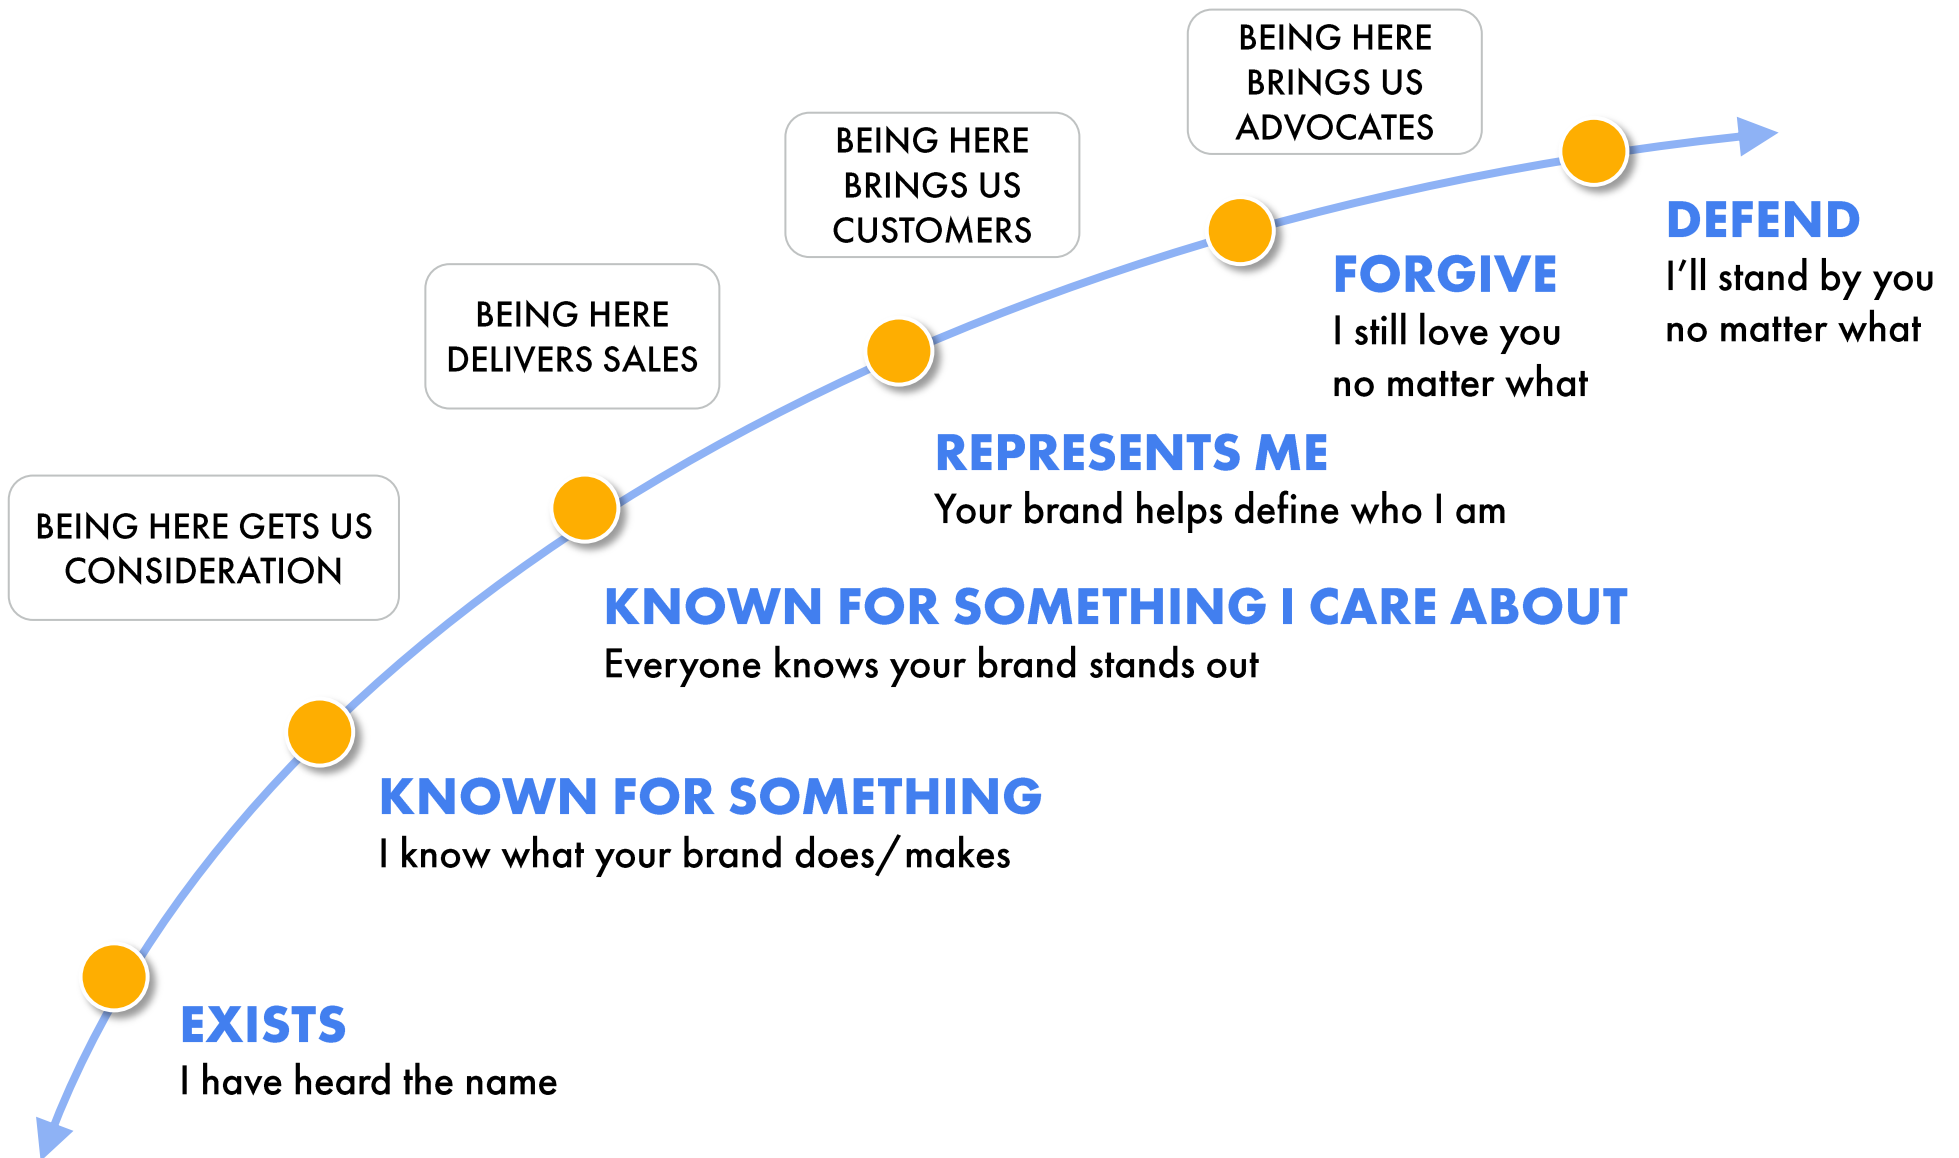 BEING HERE
BRINGS US
ADVOCATES
BEING HERE
BRINGS US
CUSTOMERS
BEING HERE
DELIVERS SALES
BEING HERE GETS US
CONSIDERATION
DEFEND
I’ll stand by you
no matter what
FORGIVE
I still love you
no matter what
REPRESENTS ME
Your brand helps define who I am
KNOWN FOR SOMETHING I CARE ABOUT
Everyone knows your brand stands out
KNOWN FOR SOMETHING
I know what your brand does/makes
EXISTS
I have heard the name